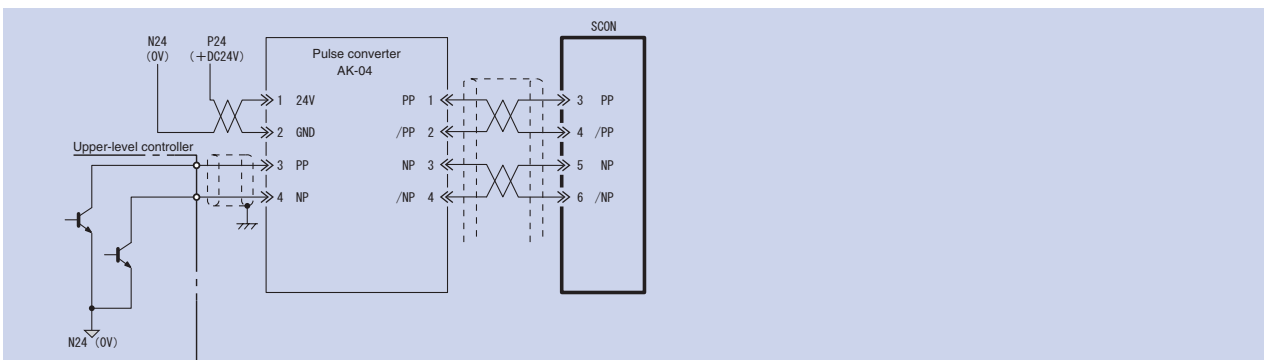 SCON
N24 P24
(0V) (+DC24V)
Pulse converter
AK-04
1 24V PP 1 3 PP
2 GND /PP 2 4 /PP
Upper-level controller
3 PP NP 3 5 NP
4 NP /NP 4 6 /NP
N24 (0V)